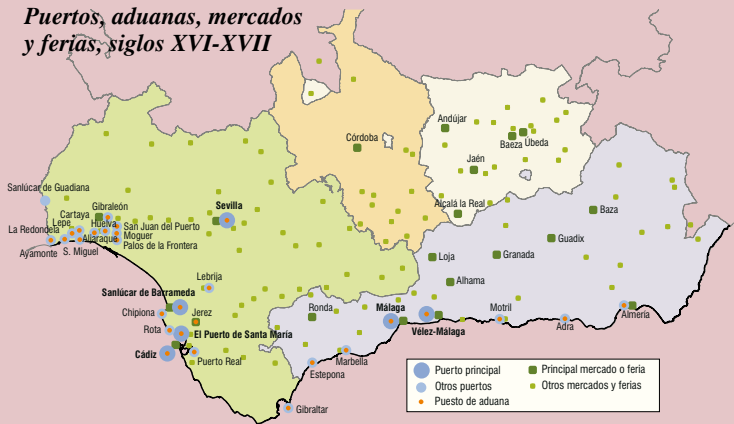 Puertos, aduanas, mercados
y ferias, siglos XVI-XVII
Andújar
Córdoba
Baeza Úbeda
Jaén
Sanlúcar de Guadiana
Alcalá la Real
Gibraleón
Sevilla
Baza
Cartaya
Lepe
Huelva
San Juan del Puerto
La Redondela
Aljaraque
Moguer
Palos de la Frontera
Ayamonte
S. Miguel
Guadix
Loja
Granada
Lebrija
Alhama
Sanlúcar de Barrameda
Chipiona
Jerez
Ronda
Málaga
Motril
Almería
Rota
El Puerto de Santa María
Vélez-Málaga
Adra
Cádiz
Puerto Real
Marbella
Estepona
Gibraltar
Puerto principal
Otros puertos
Puesto de aduana
Principal mercado o feria
Otros mercados y ferias